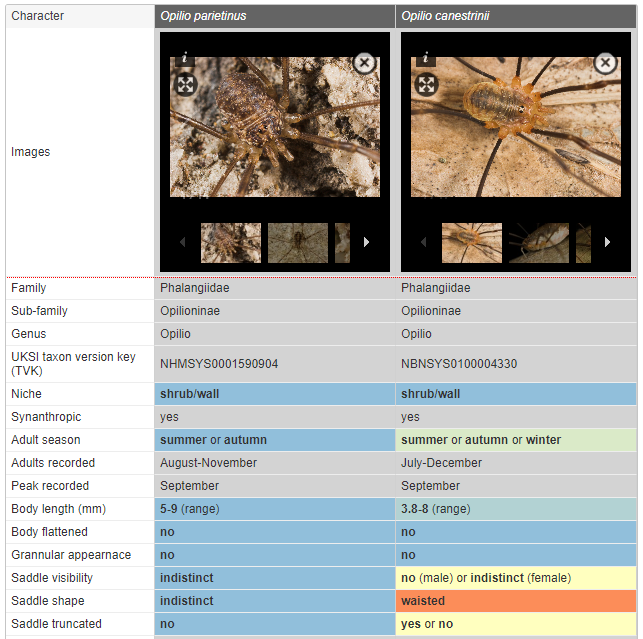 Character Opilio parietinus Opilio canestrinii
i i
Images
Family Phalangiidae Phalangiidae
Sub-family Opilioninae Opilioninae
Genus Opilio Opilio
UKSI taxon version key
(TVK) NHMSYS0001590904 NBNSYS0100004330
Niche shrub/wall shrub/wall
Synanthropic yes yes
Adult season summer or autumn summer or autumn or winter
Adults recorded August-November July-December
Peak recorded September September
Body length (mm) 5-9 (range) 3.8-8 (range)
Body flattened no no
Grannular appearnace no no
Saddle visibility indistinct no (male) or indistinct (female)
Saddle shape indistinct waisted
Saddle truncated no yes or no